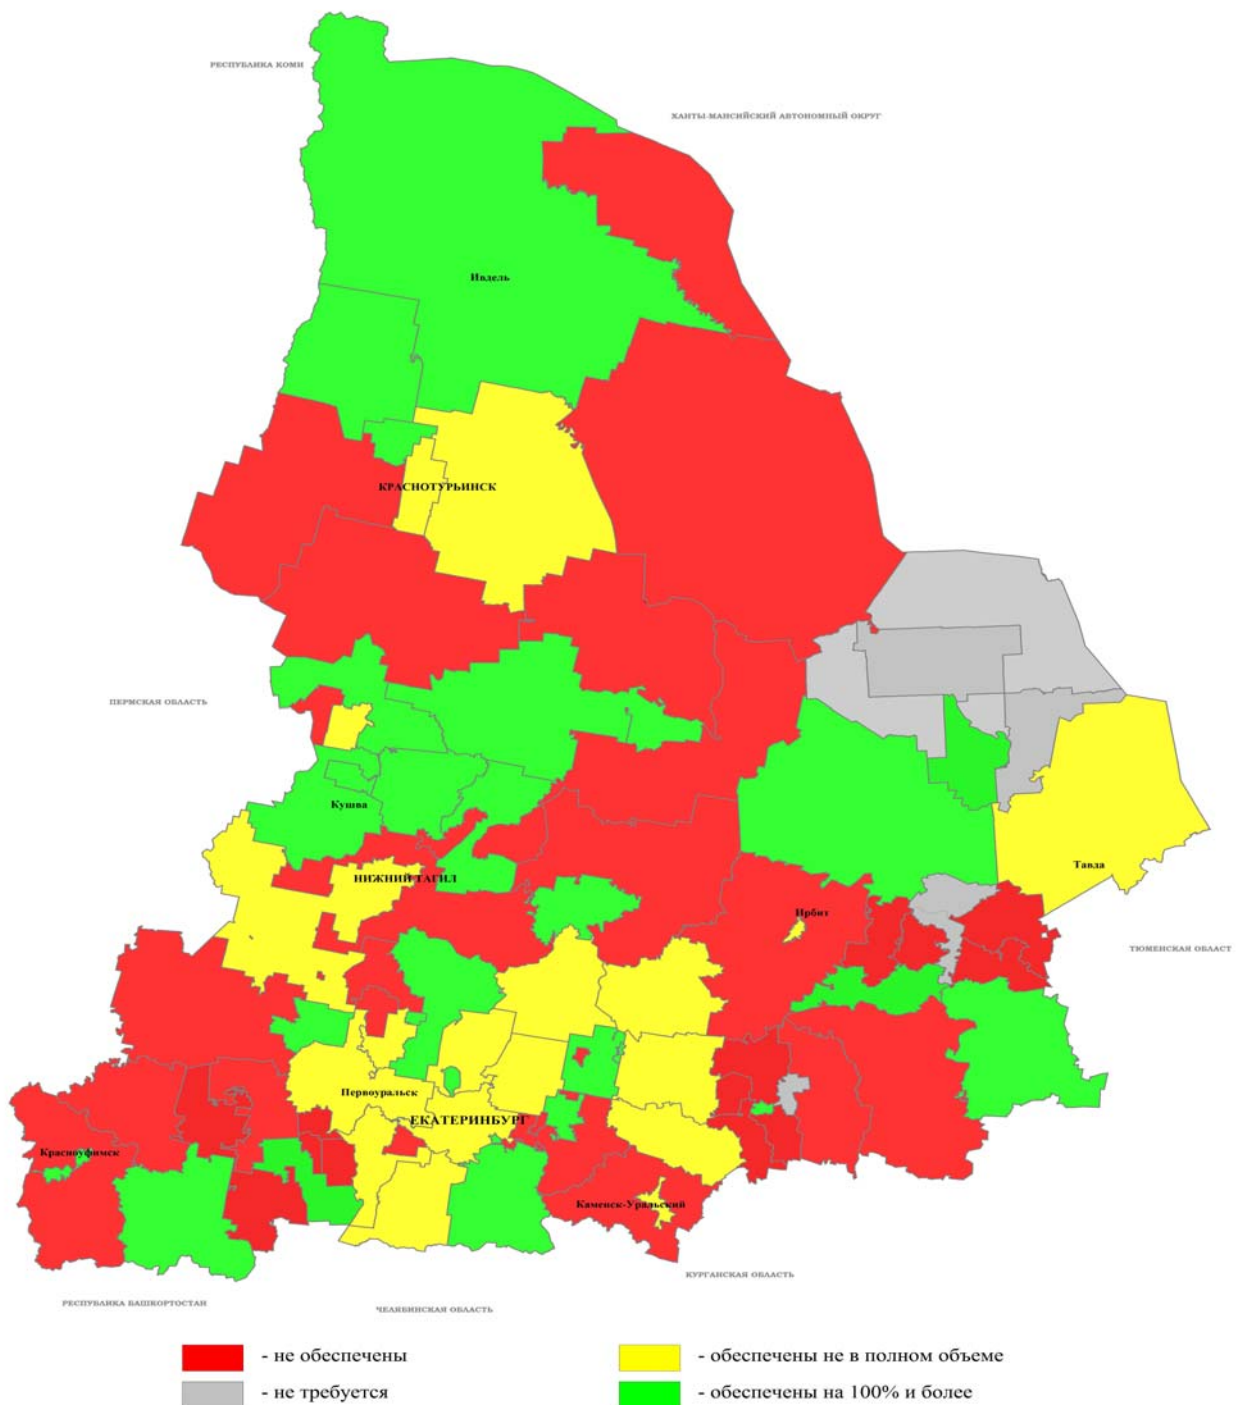 РЕСПУБЛИКА КОМИ
ХАНТЫ-МАНСИЙСКИЙ АВТОНОМНЫЙ ОКРУГ
Ивдель
КРАСНОТУРЬИНСК
ПЕРМСКАЯ ОБЛАСТЬ
Кушва
Тавда
НИЖНИЙ ТАГИЛ
Ирбит
ТЮМЕНСКАЯ ОБЛАСТ
Первоуральск
ЕКАТЕРИНБУРГ
Красноуфимск
Каменск-Уральский
КУРГАНСКАЯ ОБЛАСТЬ
РЕСПУБЛИКА БАШКОРТОСТАН
ЧЕЛЯБИНСКАЯ ОБЛАСТЬ
- не обеспечены
- обеспечены не в полном объеме
- не требуется
- обеспечены на 100% и более